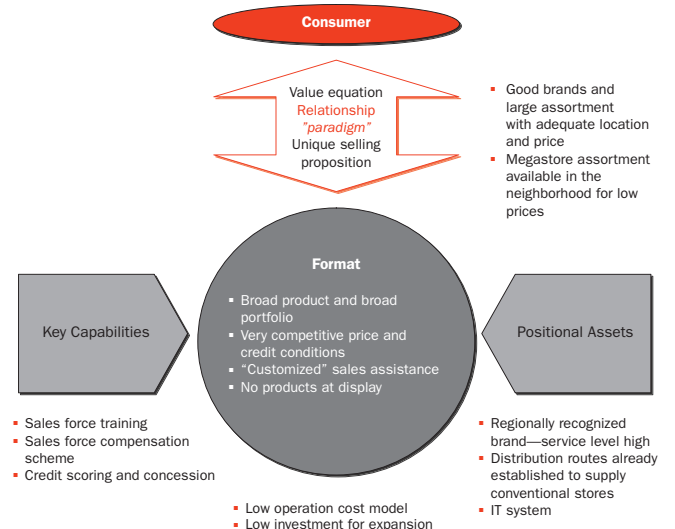 Consumer
Value equation
Relationship
"paradigm"
Unique selling
proposition
▪ Good brands and
large assortment
with adequate location
and price
▪ Megastore assortment
available in the
neighborhood for low
prices
Format
▪ Broad product and broad
portfolio
▪ Very competitive price and
credit conditions
▪ “Customized” sales assistance
▪ No products at display
Key Capabilities
Positional Assets
▪ Sales force training
▪ Sales force compensation
scheme
▪ Credit scoring and concession
▪ Regionally recognized
brand—service level high
▪ Distribution routes already
established to supply
conventional stores
▪ IT system
▪ Low operation cost model
▪ Low investment for expansion